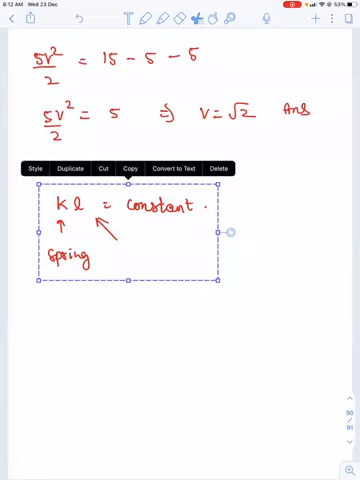 8:12 AM Wed 23 Dec
53%
5V²/2 = 15 - 5 - 5
5V²/2 = 5 ⇒ V = √2 Ans
Style Duplicate Cut Copy Convert to Text Delete
K l = constant.
spring
90
/
91